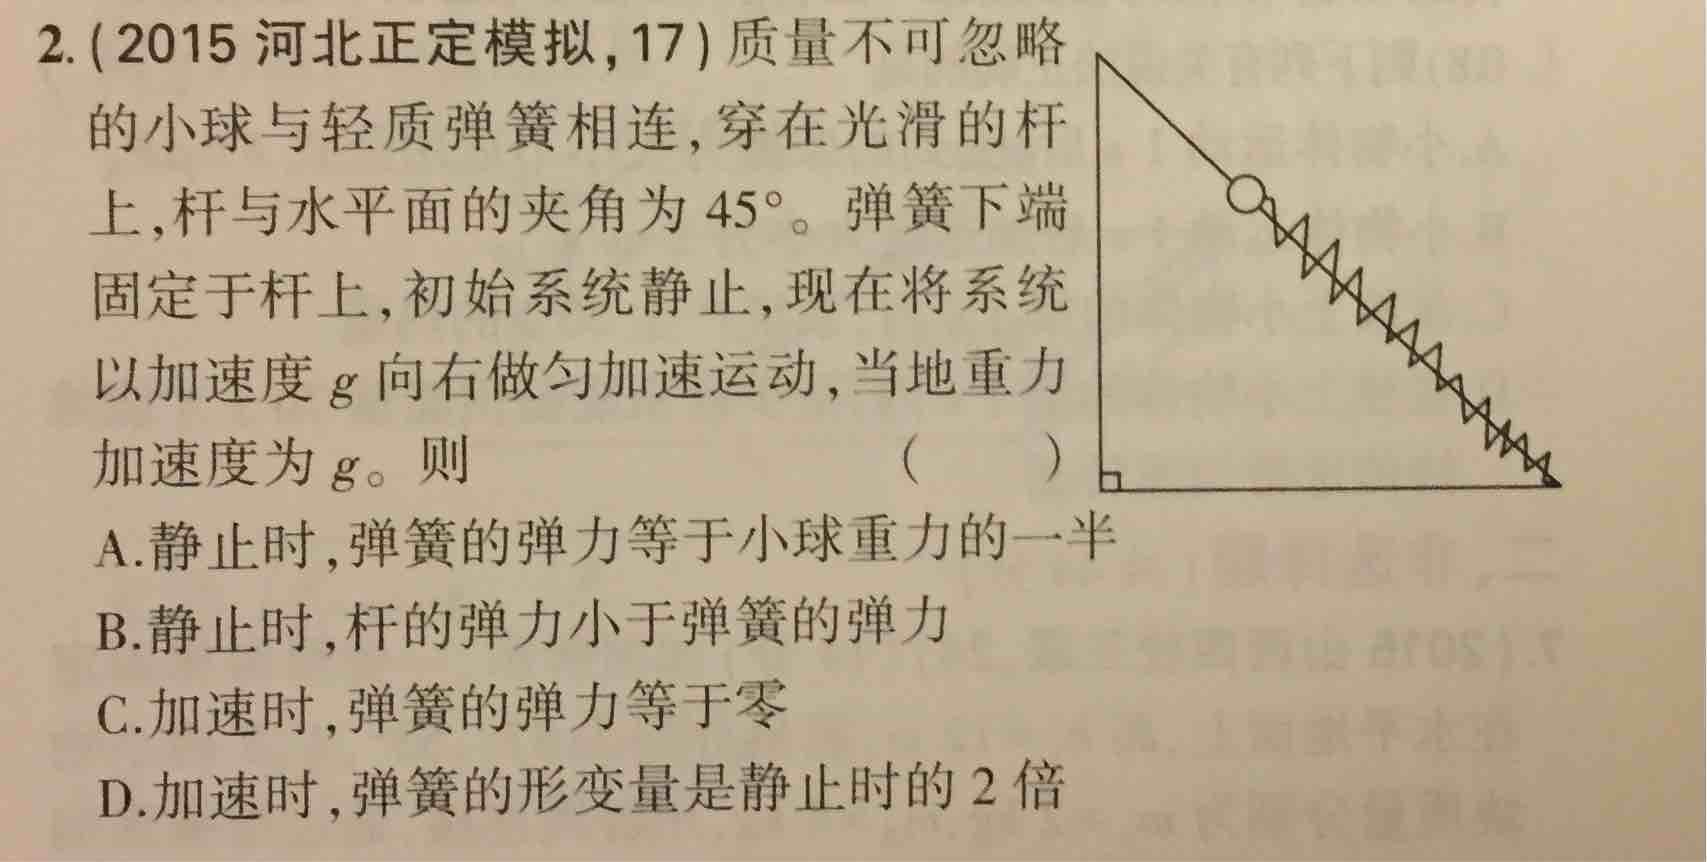 2.(2015 河北正定模拟,17)质量不可忽略
的小球与轻质弹簧相连,穿在光滑的杆
上,杆与水平面的夹角为 45°。弹簧下端
固定于杆上,初始系统静止,现在将系统
以加速度 g 向右做匀加速运动,当地重力
加速度为 g。则 (  )
A.静止时,弹簧的弹力等于小球重力的一半
B.静止时,杆的弹力小于弹簧的弹力
C.加速时,弹簧的弹力等于零
D.加速时,弹簧的形变量是静止时的 2 倍